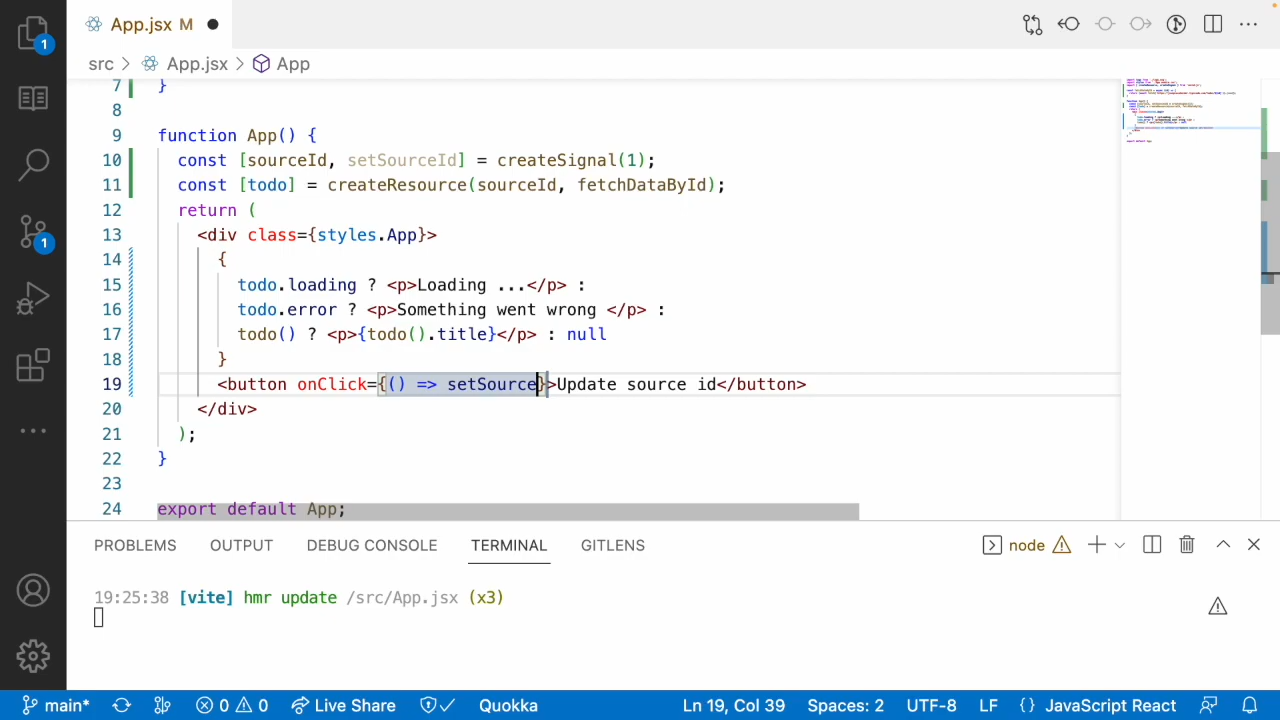 1
App.jsx M
src > App.jsx > App
7 }
8
9 function App() {
10 const [sourceId, setSourceId] = createSignal(1);
11 const [todo] = createResource(sourceId, fetchDataById);
12 return (
13 <div class={styles.App}>
14 {
15 todo.loading ? <p>Loading ...</p> :
16 todo.error ? <p>Something went wrong </p> :
17 todo() ? <p>{todo().title}</p> : null
18 }
19 <button onClick={() => setSource}>Update source id</button>
20 </div>
21 );
22 }
23
24 export default App;
1
PROBLEMS OUTPUT DEBUG CONSOLE TERMINAL GITLENS node
19:25:38 [vite] hmr update /src/App.jsx (x3)
main* 0 0 Live Share Quokka Ln 19, Col 39 Spaces: 2 UTF-8 LF {} JavaScript React